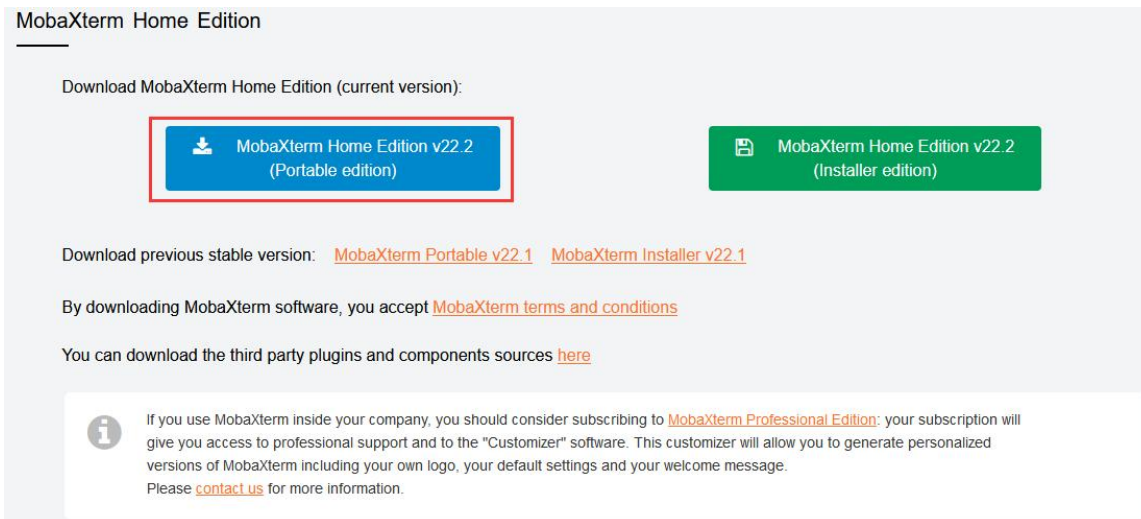 MobaXterm Home Edition
Download MobaXterm Home Edition (current version):
MobaXterm Home Edition v22.2
(Portable edition)
MobaXterm Home Edition v22.2
(Installer edition)
Download previous stable version: MobaXterm Portable v22.1 MobaXterm Installer v22.1
By downloading MobaXterm software, you accept MobaXterm terms and conditions
You can download the third party plugins and components sources here
If you use MobaXterm inside your company, you should consider subscribing to MobaXterm Professional Edition: your subscription will
give you access to professional support and to the "Customizer" software. This customizer will allow you to generate personalized
versions of MobaXterm including your own logo, your default settings and your welcome message.
Please contact us for more information.